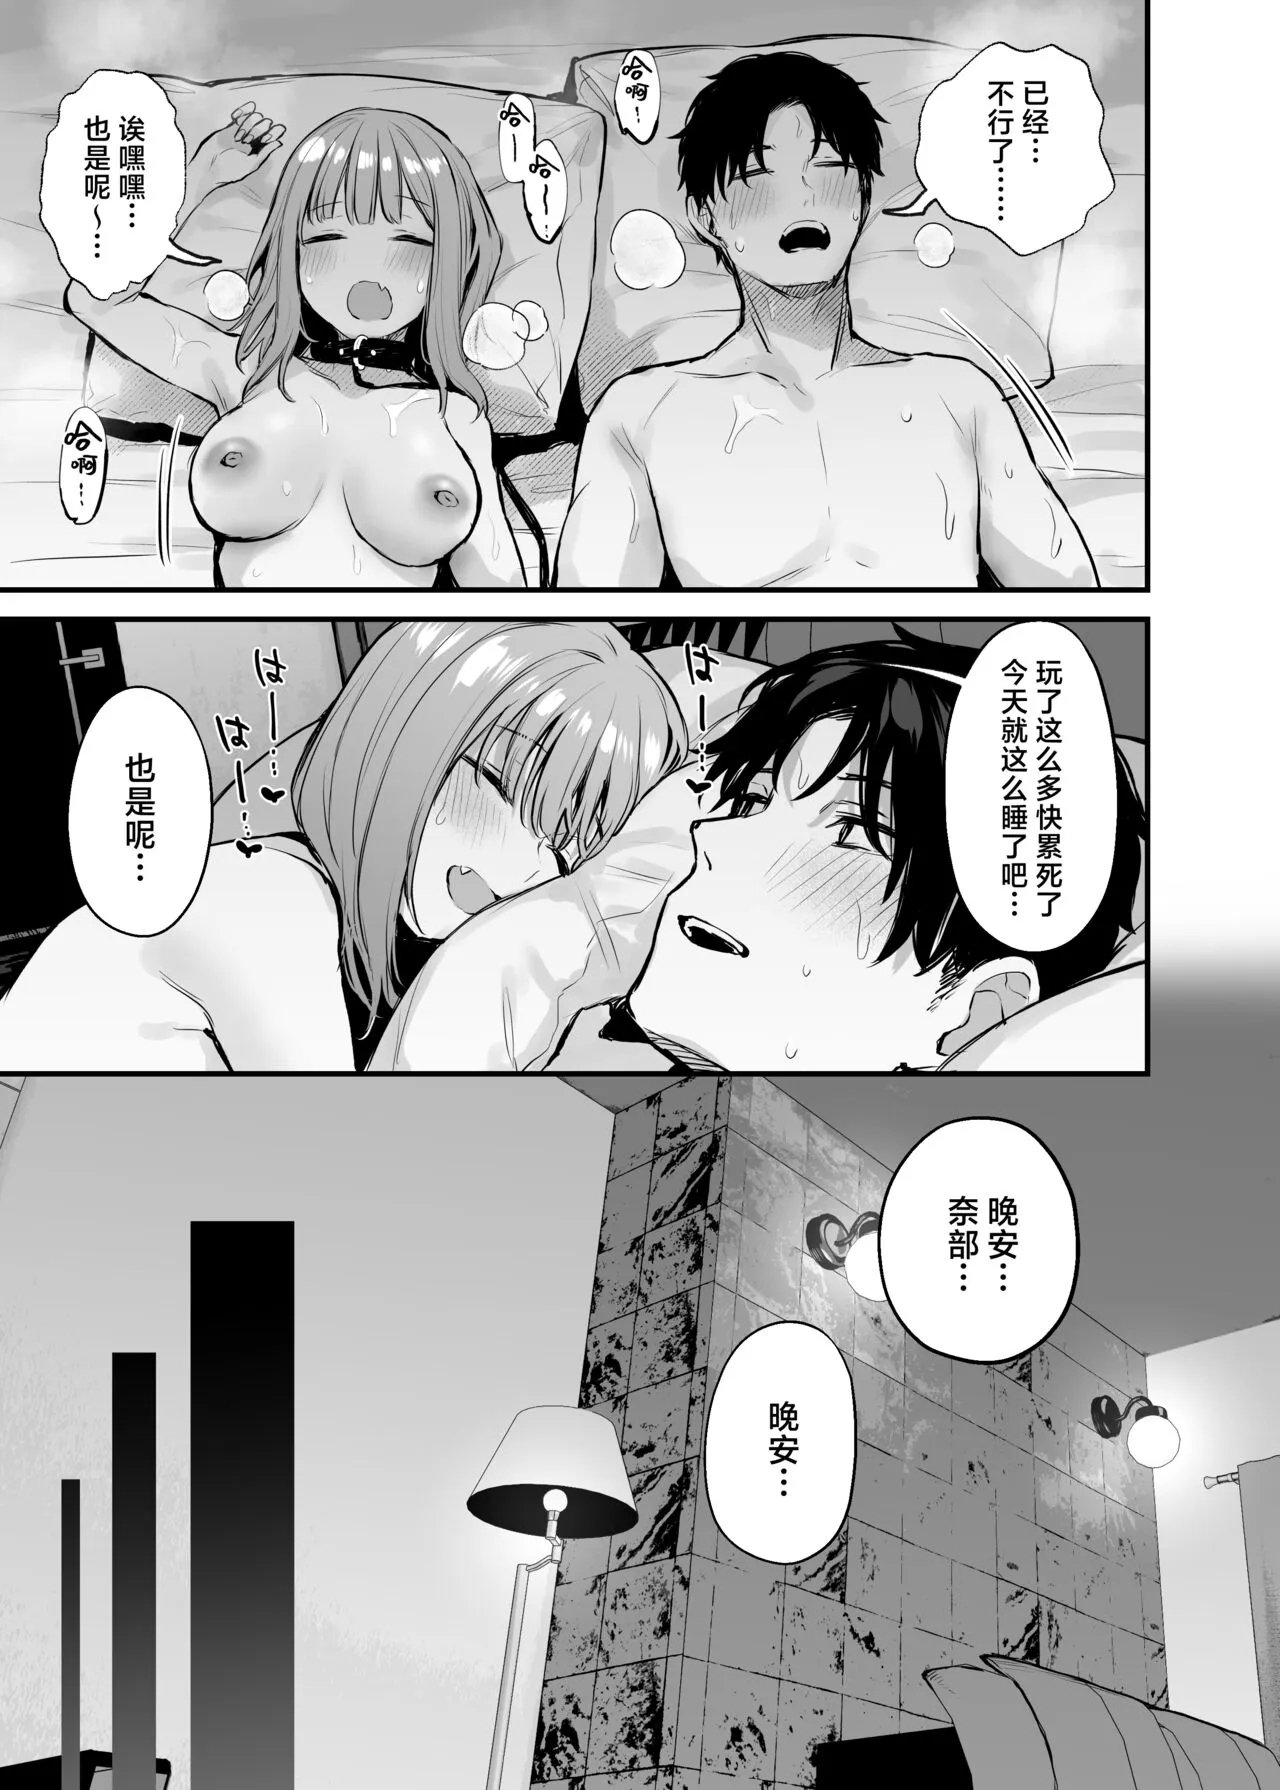 已经…
不行了……
哈
啊…
哈
ー
哈
ー…
诶嘿嘿…
也是呢～…
哈
啊…
玩了这么多快累死了
今天就这么睡了吧…
はー…
はー…
也是呢…
晚安…
奈部…
晚安…